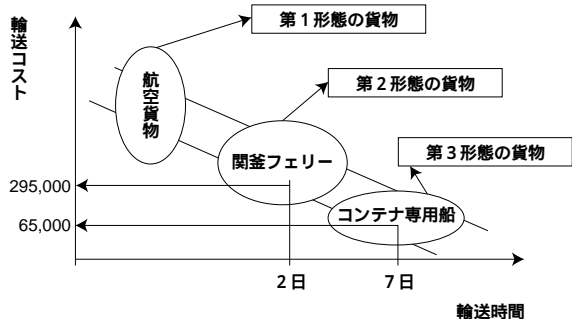 輸送コスト
第１形態の貨物
航空貨物
第２形態の貨物
関釜フェリー
第３形態の貨物
295,000
コンテナ専用船
65,000
２日
７日
輸送時間